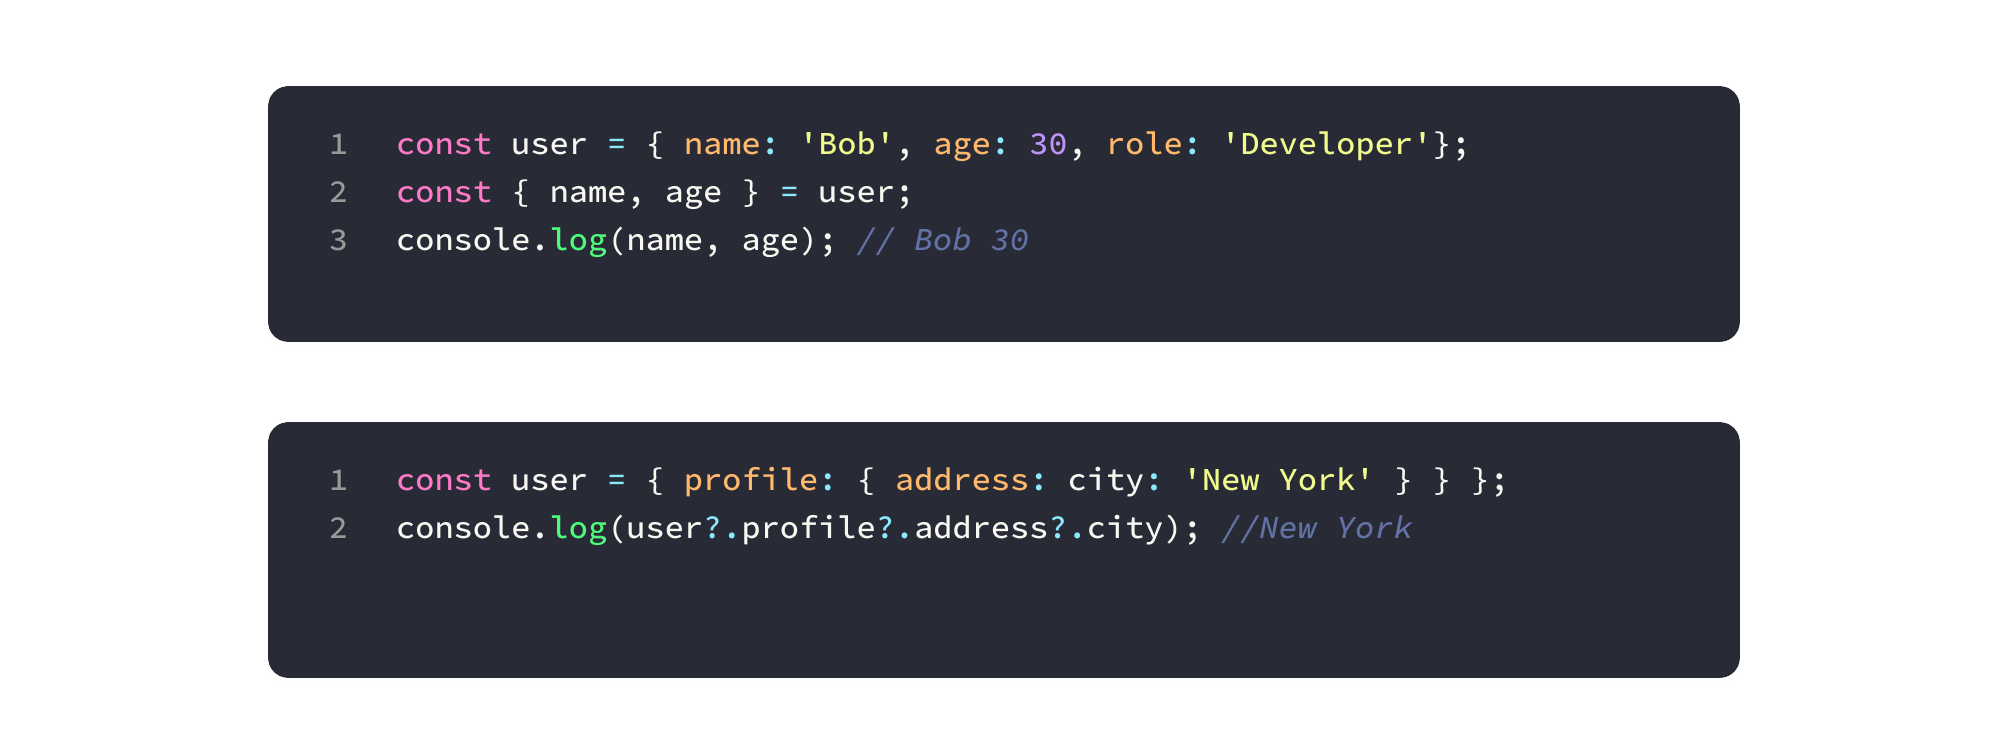 1 const user = { name: 'Bob', age: 30, role: 'Developer'};
2 const { name, age } = user;
3 console.log(name, age); // Bob 30
1 const user = { profile: { address: city: 'New York' } } };
2 console.log(user?.profile?.address?.city); //New York